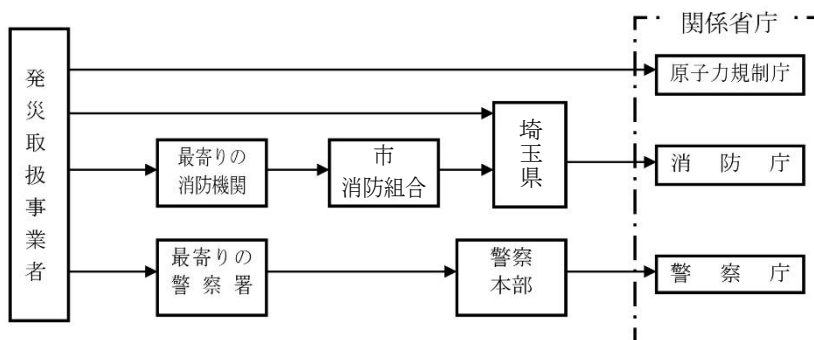 関係省庁
発災取扱事業者
原子力規制庁
埼玉県
最寄りの
消防機関
市
消防組合
消防庁
最寄りの
警察署
警察
本部
警察庁